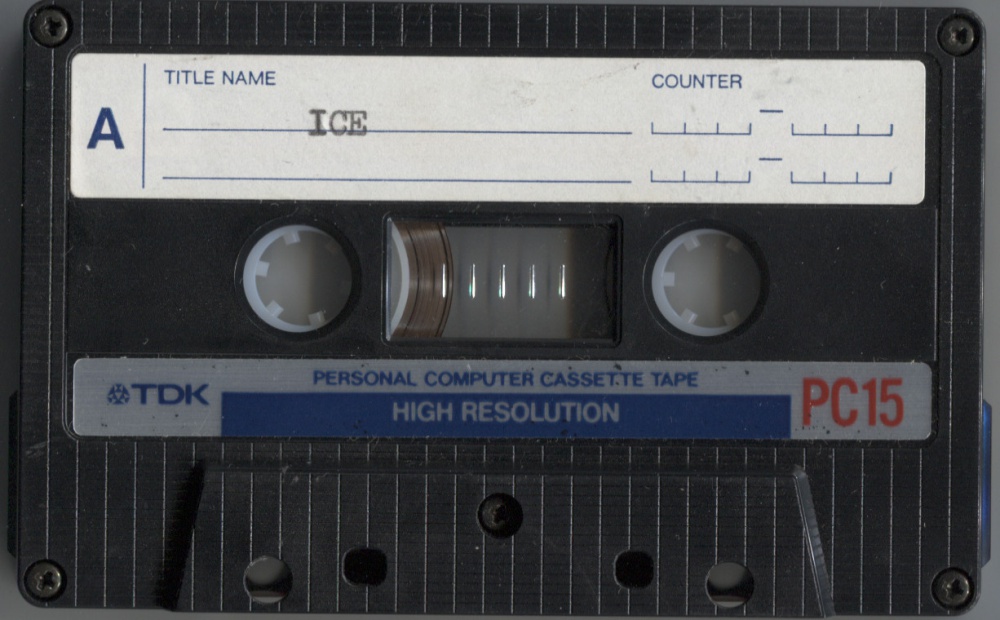 A
TITLE NAME
COUNTER
ICE
TDK
PERSONAL COMPUTER CASSETTE TAPE
HIGH RESOLUTION
PC15